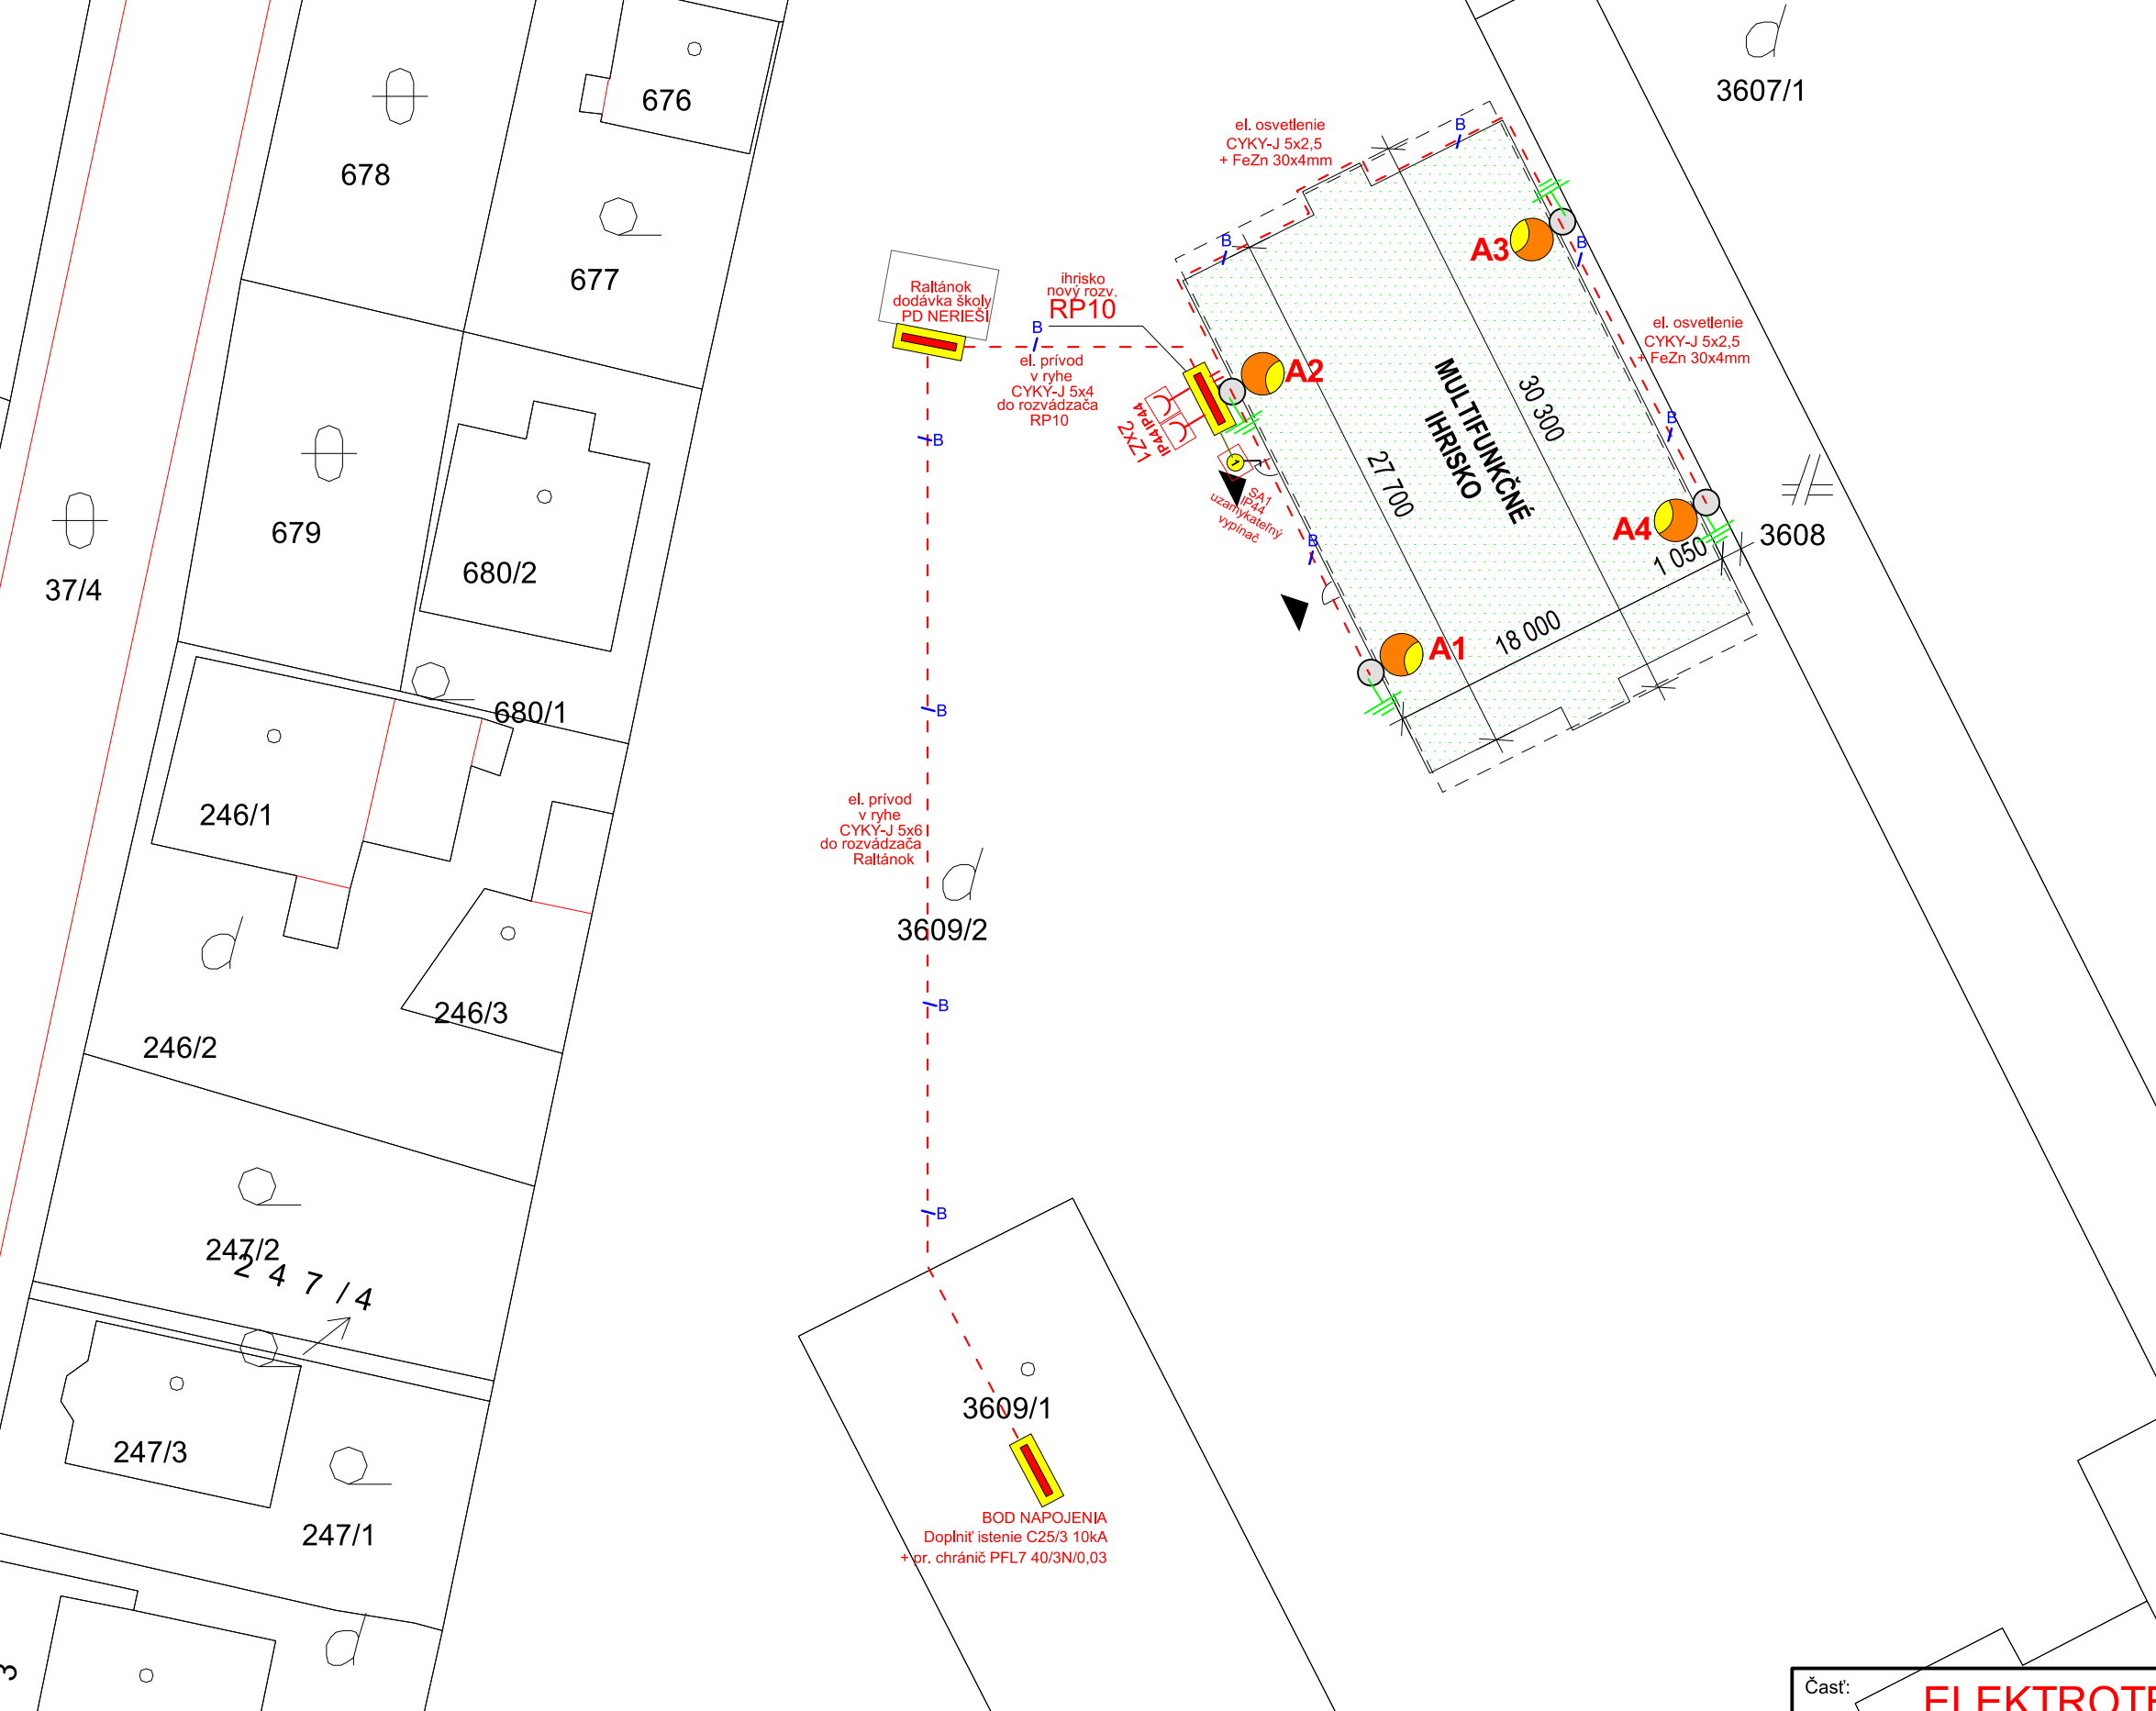 676
678
677
679
37/4
680/2
680/1
246/1
246/3
246/2
247/2
2 4 7 / 4
247/3
247/1
3
3607/1
el. osvetlenie
CYKY-J 5x2,5
+ FeZn 30x4mm
B
B
A3
B
Raltánok
dodávka školy
PD NERIEŠI
ihrisko
nový rozv.
RP10
B
el. prívod
v ryhe
CYKY-J 5x4
do rozvádzača
RP10
A2
el. osvetlenie
CYKY-J 5x2,5
+ FeZn 30x4mm
IP44
IP44
2xZ1
1
SA1
IP44
uzamykateľný
vypínač
MULTIFUNKČNÉ
IHRISKO
30 300
27 700
B
B
B
A4
3608
1 050
18 000
A1
B
el. prívod
v ryhe
CYKY-J 5x6
do rozvádzača
Raltánok
3609/2
B
B
3609/1
BOD NAPOJENIA
Doplniť istenie C25/3 10kA
+ pr. chránič PFL7 40/3N/0,03
Časť: